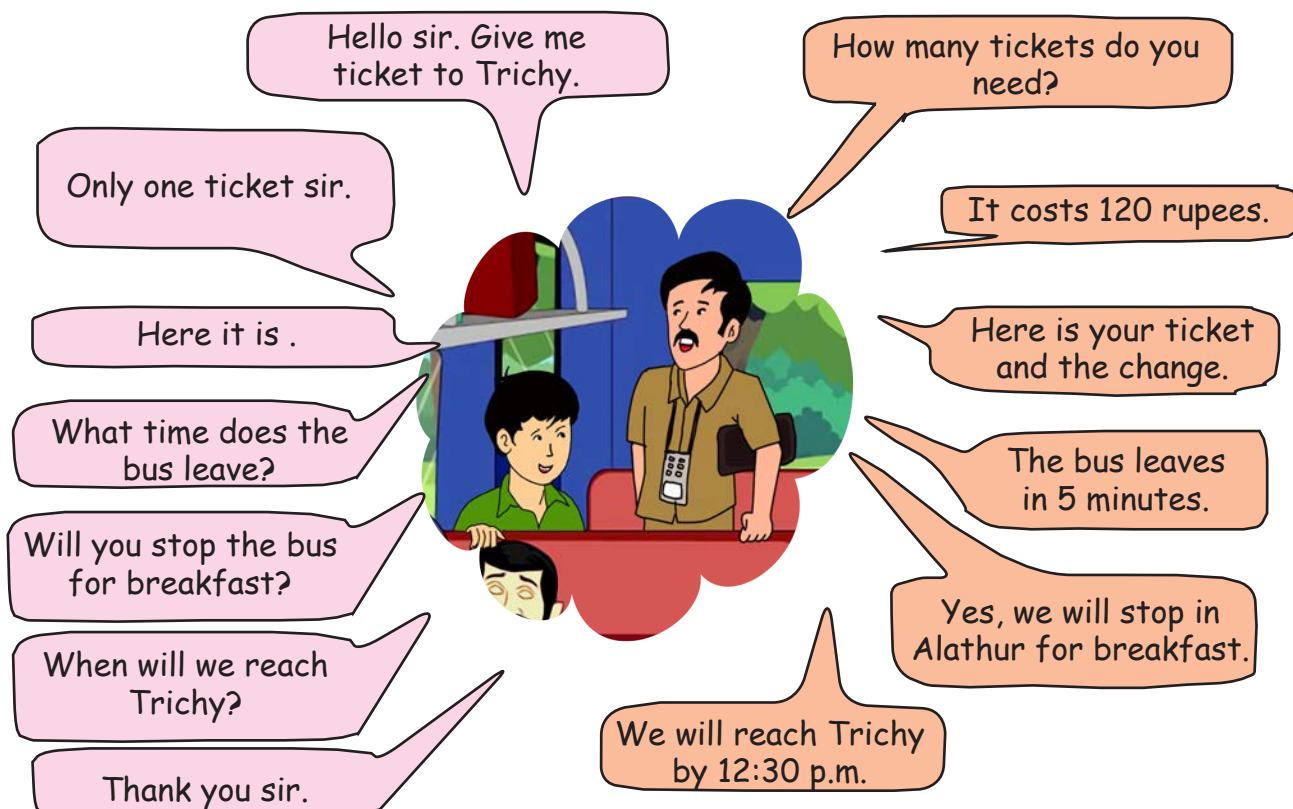 Hello sir. Give me
ticket to Trichy.
How many tickets do you
need?
Only one ticket sir.
It costs 120 rupees.
Here it is .
Here is your ticket
and the change.
What time does the
bus leave?
The bus leaves
in 5 minutes.
Will you stop the bus
for breakfast?
Yes, we will stop in
Alathur for breakfast.
When will we reach
Trichy?
We will reach Trichy
by 12:30 p.m.
Thank you sir.